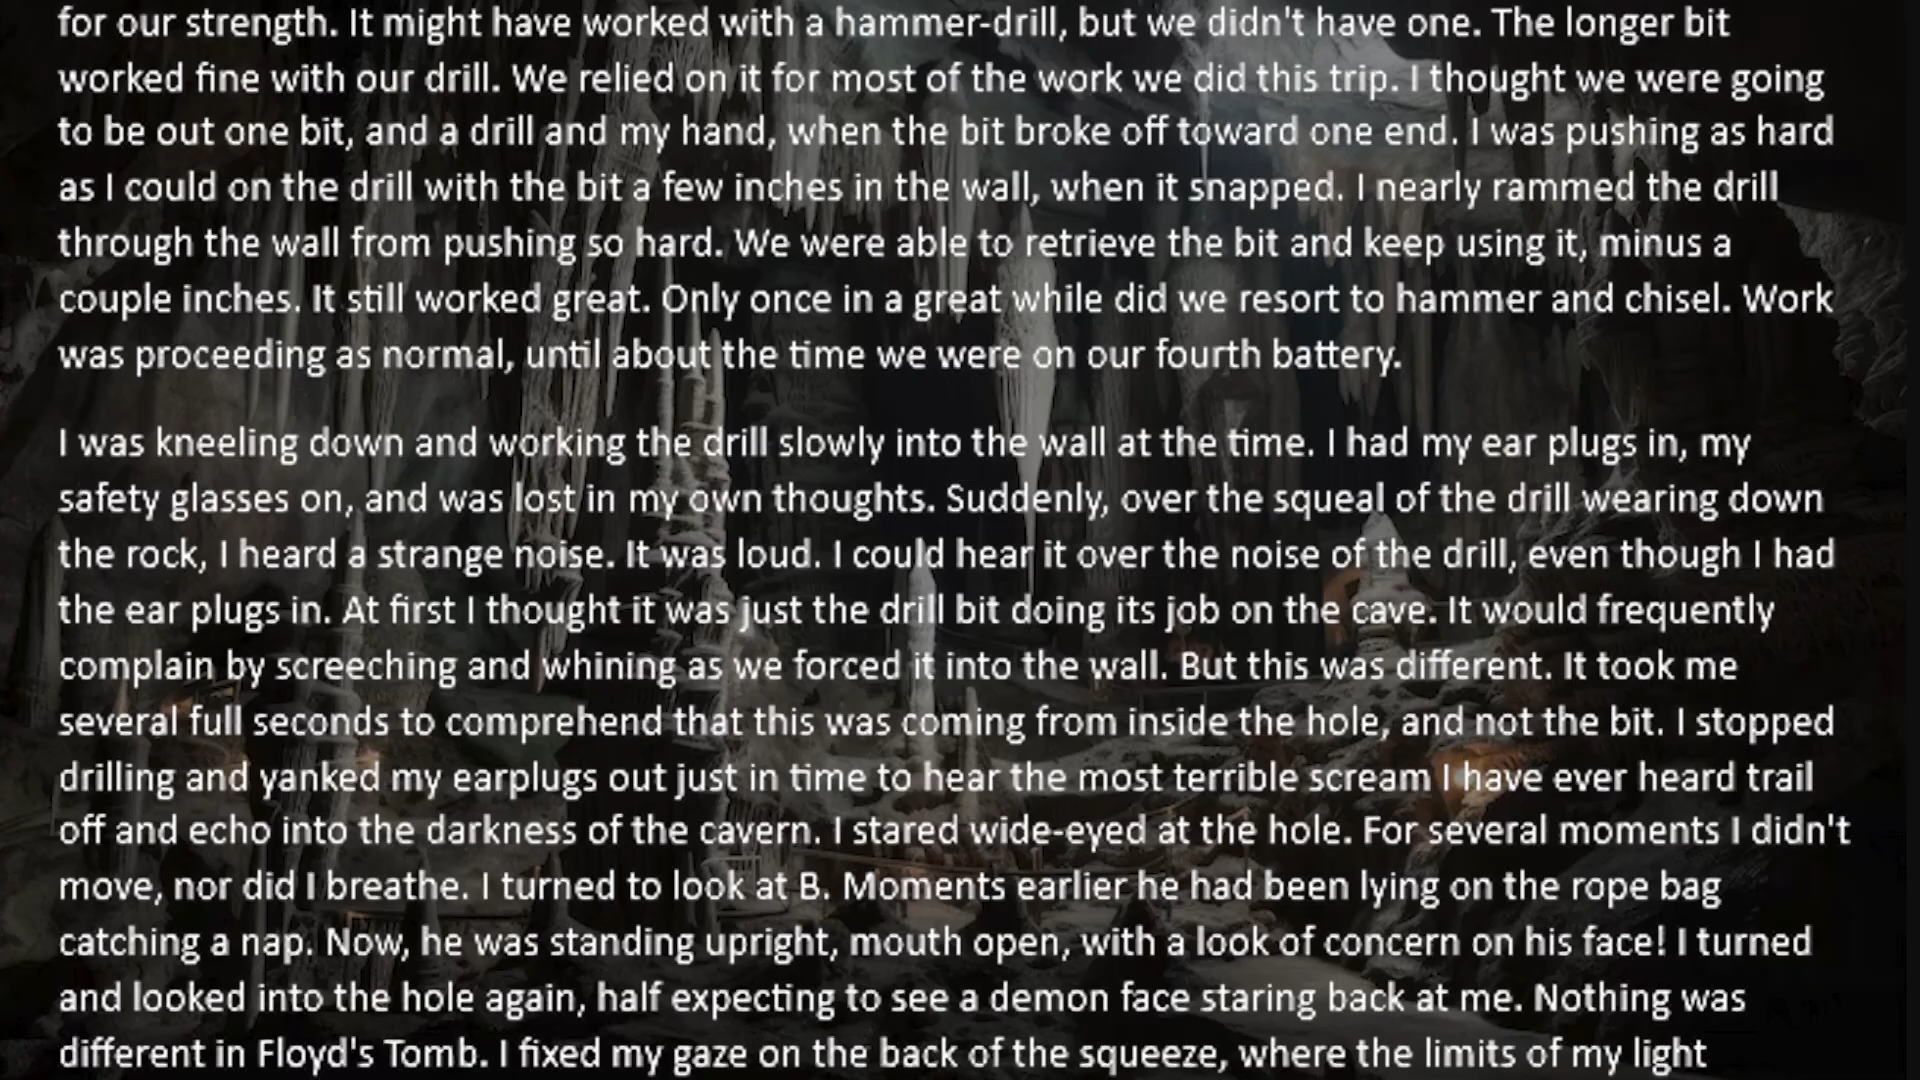 for our strength. It might have worked with a hammer-drill, but we didn't have one. The longer bit
worked fine with our drill. We relied on it for most of the work we did this trip. I thought we were going
to be out one bit, and a drill and my hand, when the bit broke off toward one end. I was pushing as hard
as I could on the drill with the bit a few inches in the wall, when it snapped. I nearly rammed the drill
through the wall from pushing so hard. We were able to retrieve the bit and keep using it, minus a
couple inches. It still worked great. Only once in a great while did we resort to hammer and chisel. Work
was proceeding as normal, until about the time we were on our fourth battery.
I was kneeling down and working the drill slowly into the wall at the time. I had my ear plugs in, my
safety glasses on, and was lost in my own thoughts. Suddenly, over the squeal of the drill wearing down
the rock, I heard a strange noise. It was loud. I could hear it over the noise of the drill, even though I had
the ear plugs in. At first I thought it was just the drill bit doing its job on the cave. It would frequently
complain by screeching and whining as we forced it into the wall. But this was different. It took me
several full seconds to comprehend that this was coming from inside the hole, and not the bit. I stopped
drilling and yanked my earplugs out just in time to hear the most terrible scream I have ever heard trail
off and echo into the darkness of the cavern. I stared wide-eyed at the hole. For several moments I didn't
move, nor did I breathe. I turned to look at B. Moments earlier he had been lying on the rope bag
catching a nap. Now, he was standing upright, mouth open, with a look of concern on his face! I turned
and looked into the hole again, half expecting to see a demon face staring back at me. Nothing was
different in Floyd's Tomb. I fixed my gaze on the back of the squeeze, where the limits of my light